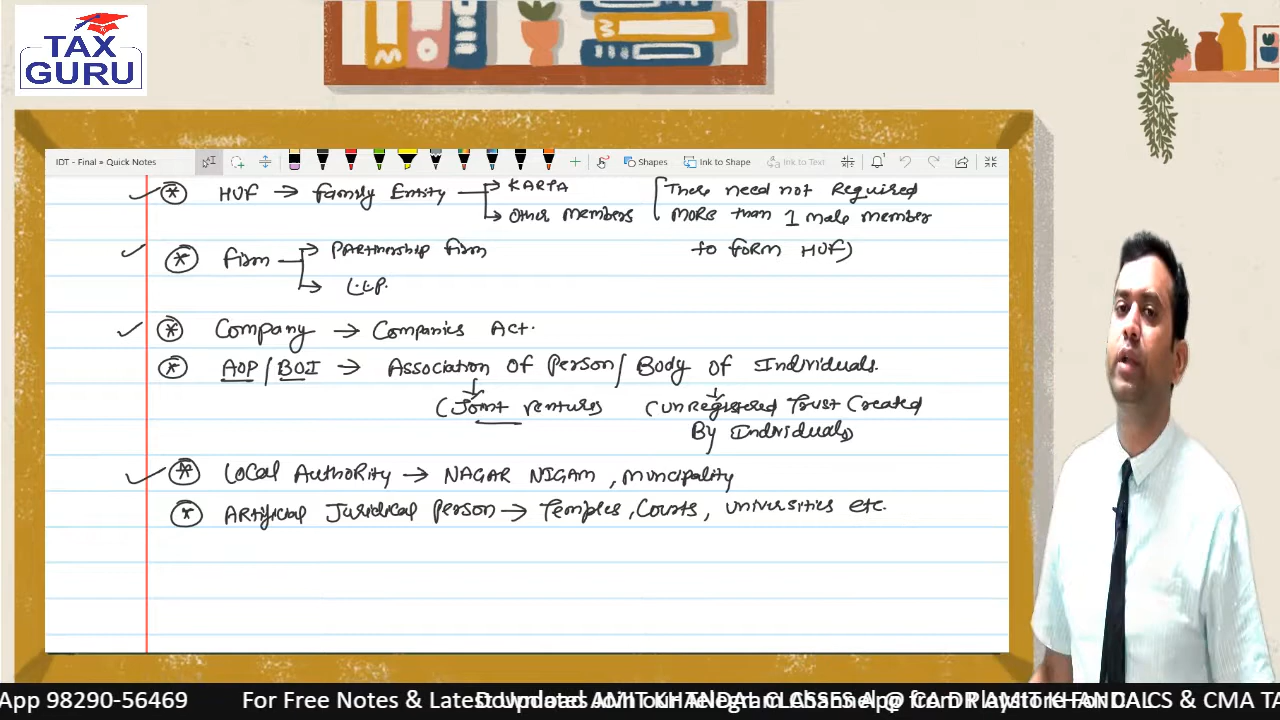 TAX
GURU
IDT - Final » Quick Notes
Shapes
Ink to Shape
Ink to Text
HUF → Family Entity → KARTA
→ Other Members
[There need not Required
MORE than 1 male member
to form HUF)
Firm → Partnership firm
→ LLP.
Company → Companies Act.
AOP / BOI → Association of Person / Body of Individuals.
(Joint ventures
(unregistered Trust Created
By Individuals)
Local Authority → NAGAR NIGAM, municipality
Artificial Juridical Person → Temples, Courts, universities etc.
App 98290-56469 For Free Notes & Latest